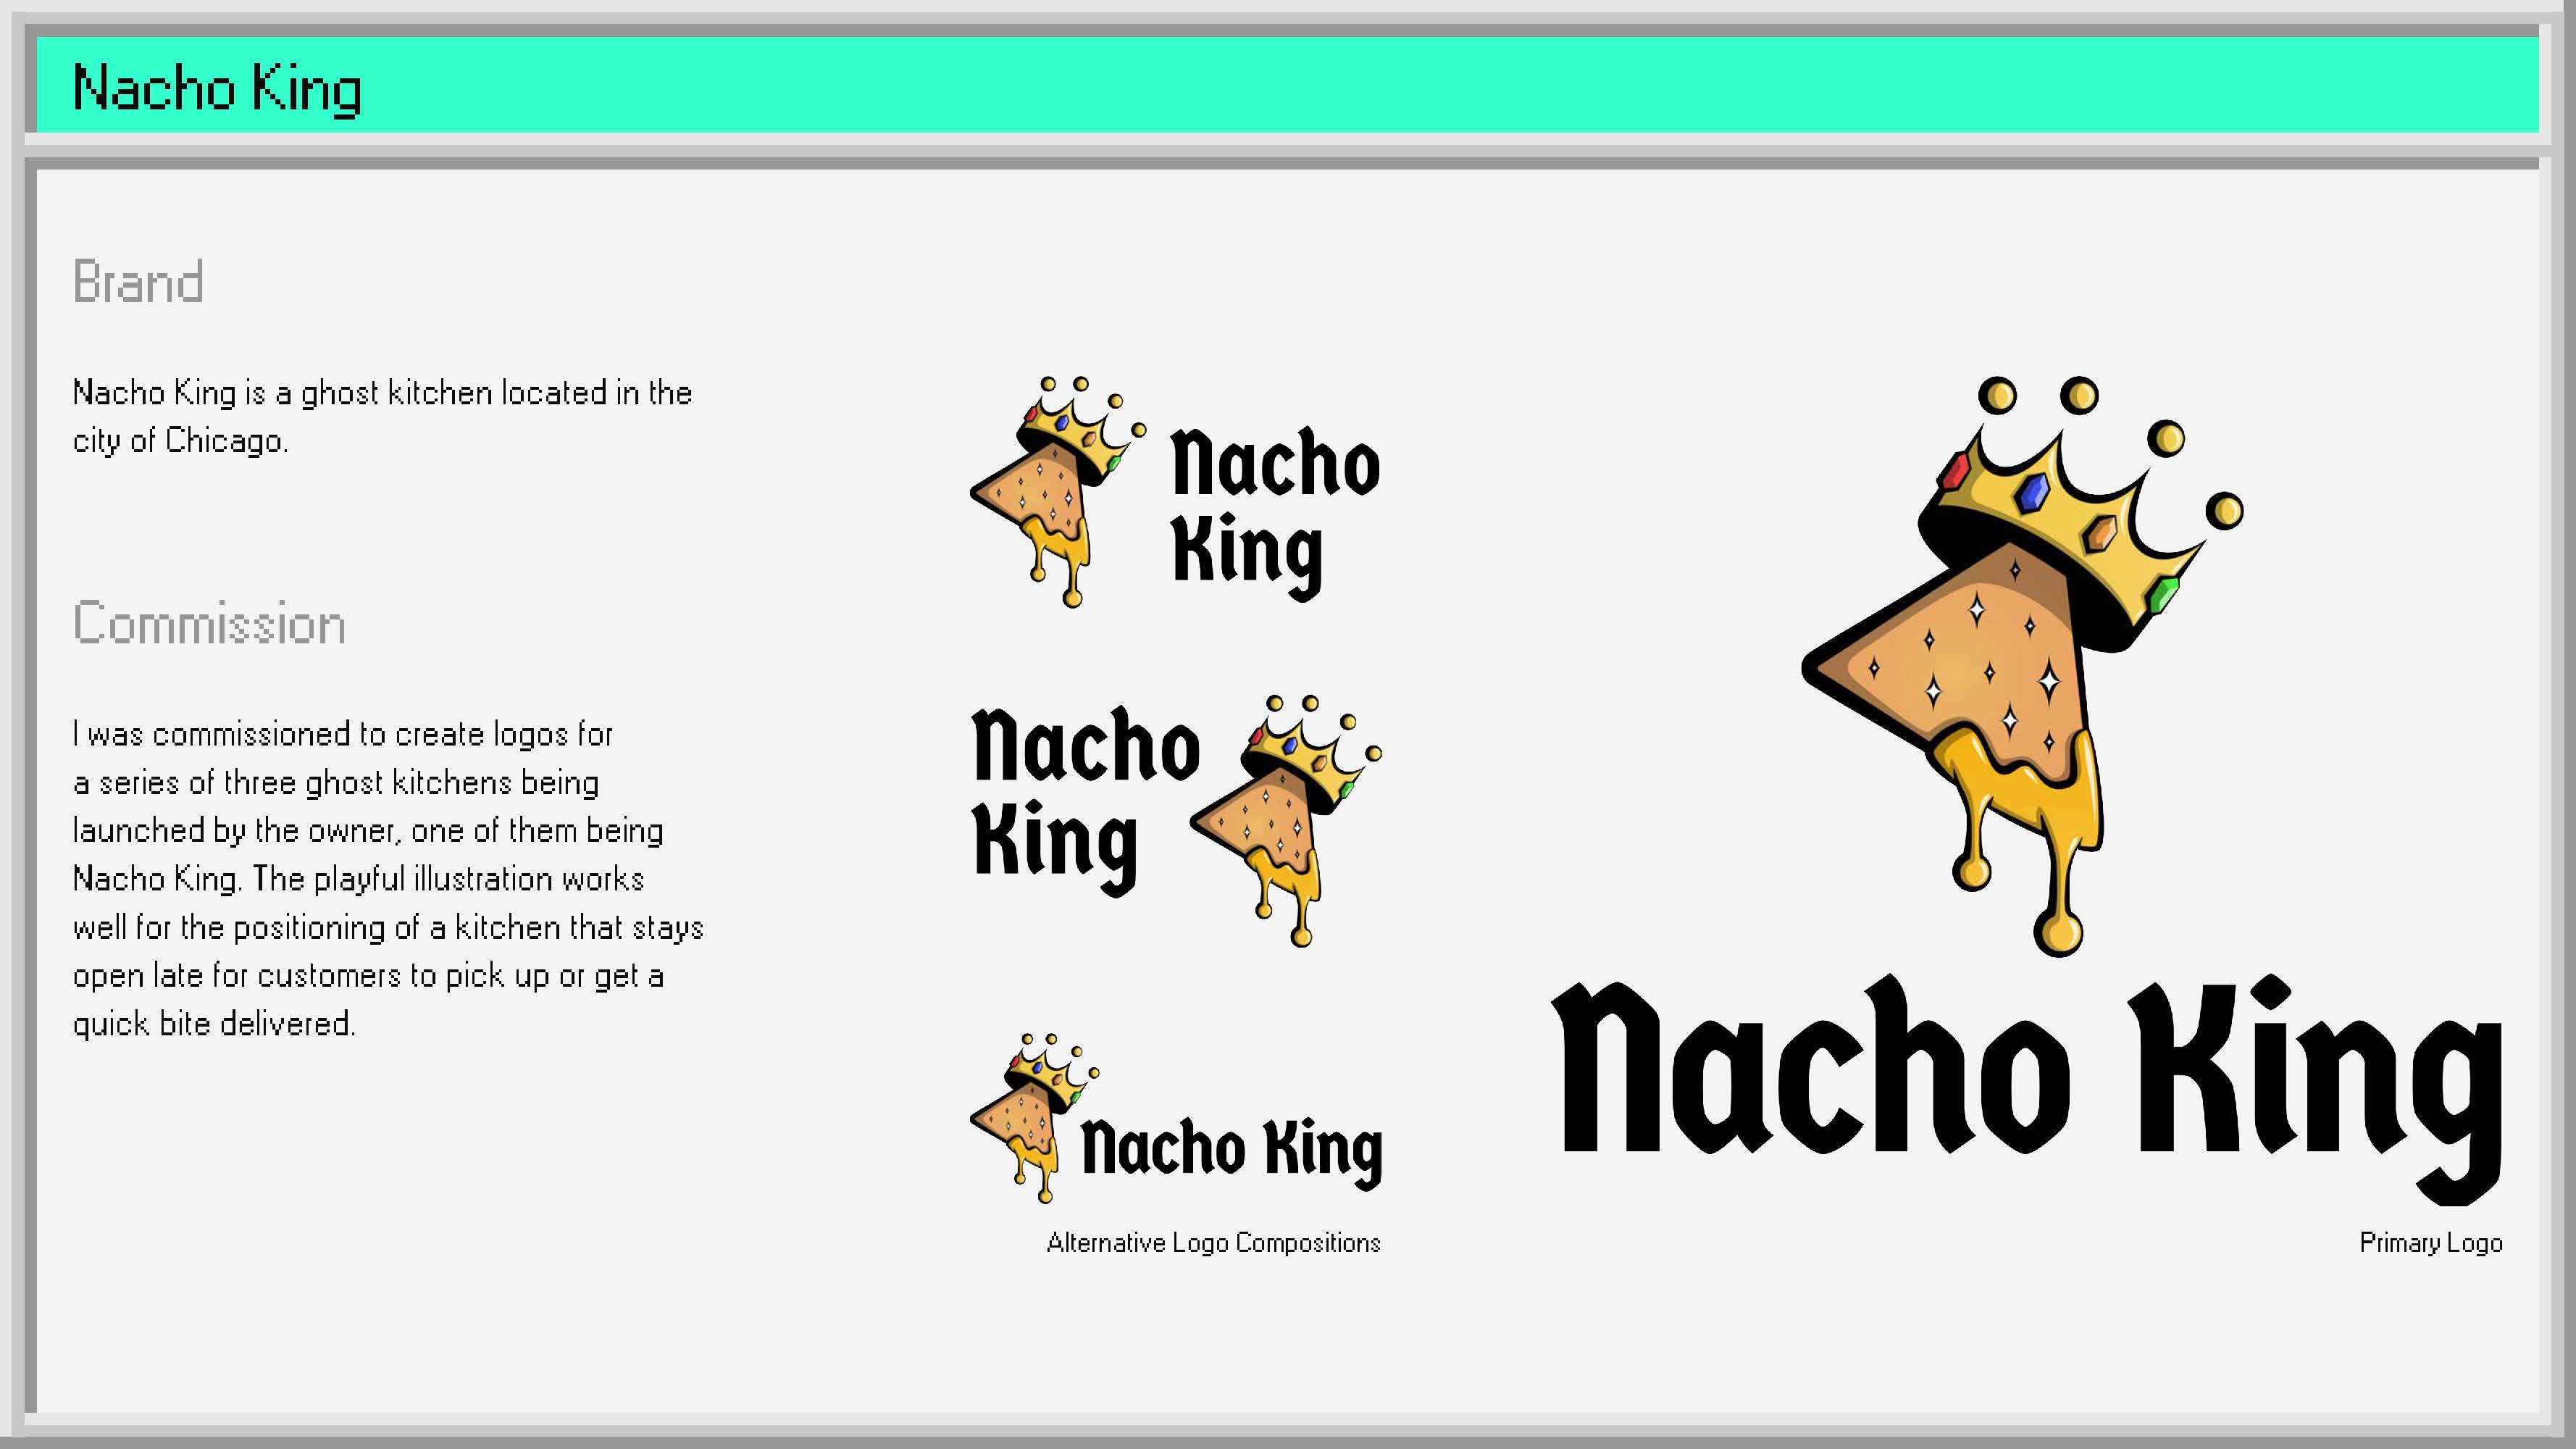 Nacho King
Brand
Nacho King is a ghost kitchen located in the
city of Chicago.
Commission
I was commissioned to create logos for
a series of three ghost kitchens being
launched by the owner, one of them being
Nacho King. The playful illustration works
well for the positioning of a kitchen that stays
open late for customers to pick up or get a
quick bite delivered.
Nacho
King
Nacho
King
Nacho King
Alternative Logo Compositions
Nacho King
Primary Logo